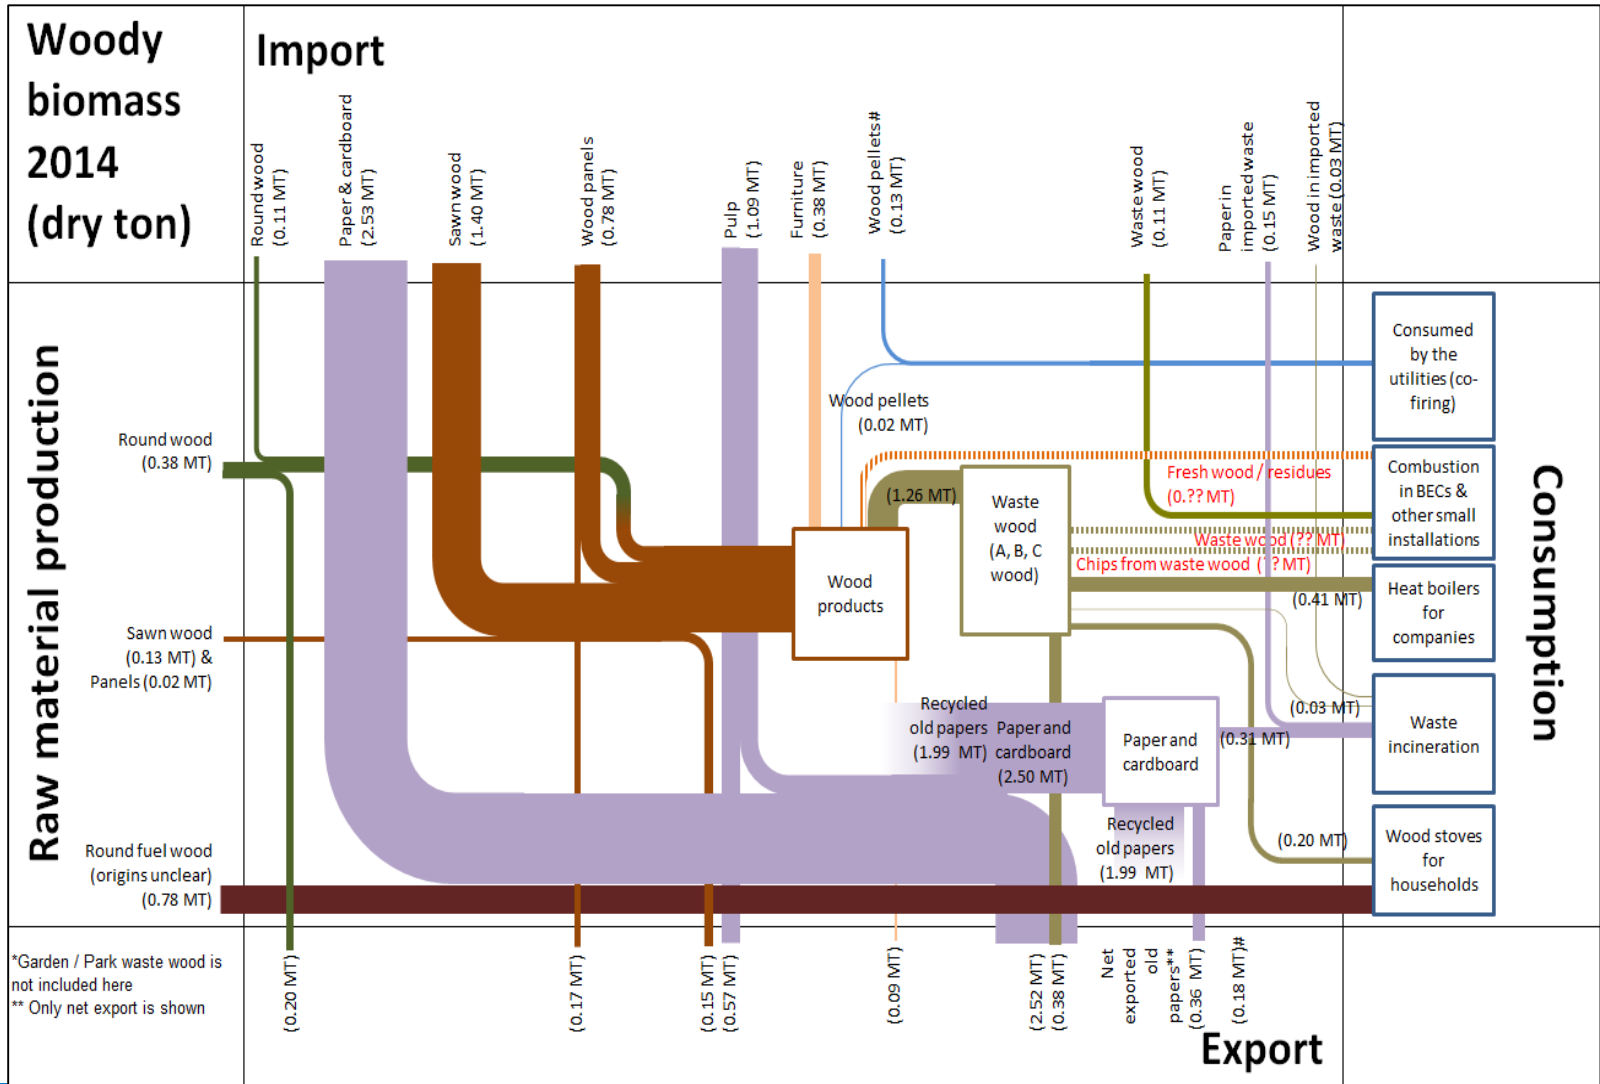 Woody
biomass
2014
(dry ton)
Import
Round wood
(0.11 MT)
Paper & cardboard
(2.53 MT)
Sawn wood
(1.40 MT)
Wood panels
(0.78 MT)
Pulp
(1.09 MT)
Furniture
(0.38 MT)
Wood pellets#
(0.13 MT)
Waste wood
(0.11 MT)
Paper in
imported waste
(0.15 MT)
Wood in imported
waste (0.03 MT)
Raw material production
Round wood
(0.38 MT)
Sawn wood
(0.13 MT) &
Panels (0.02 MT)
Round fuel wood
(origins unclear)
(0.78 MT)
Wood pellets
(0.02 MT)
(1.26 MT)
Wood
products
Waste
wood
(A, B, C
wood)
Fresh wood / residues
(0.?? MT)
Waste wood (?? MT)
Chips from waste wood (?? MT)
(0.41 MT)
Recycled
old papers
(1.99 MT)
Paper and
cardboard
(2.50 MT)
Paper and
cardboard
(0.03 MT)
(0.31 MT)
Recycled
old papers
(1.99 MT)
(0.20 MT)
Consumed
by the
utilities (co-
firing)
Combustion
in BECs &
other small
installations
Heat boilers
for
companies
Waste
incineration
Wood stoves
for
households
Consumption
*Garden / Park waste wood is
not included here
** Only net export is shown
(0.20 MT)
(0.17 MT)
(0.15 MT)
(0.57 MT)
(0.09 MT)
(2.52 MT)
(0.38 MT)
Net
exported
old
papers**
(0.36 MT)
(0.18 MT)#
Export